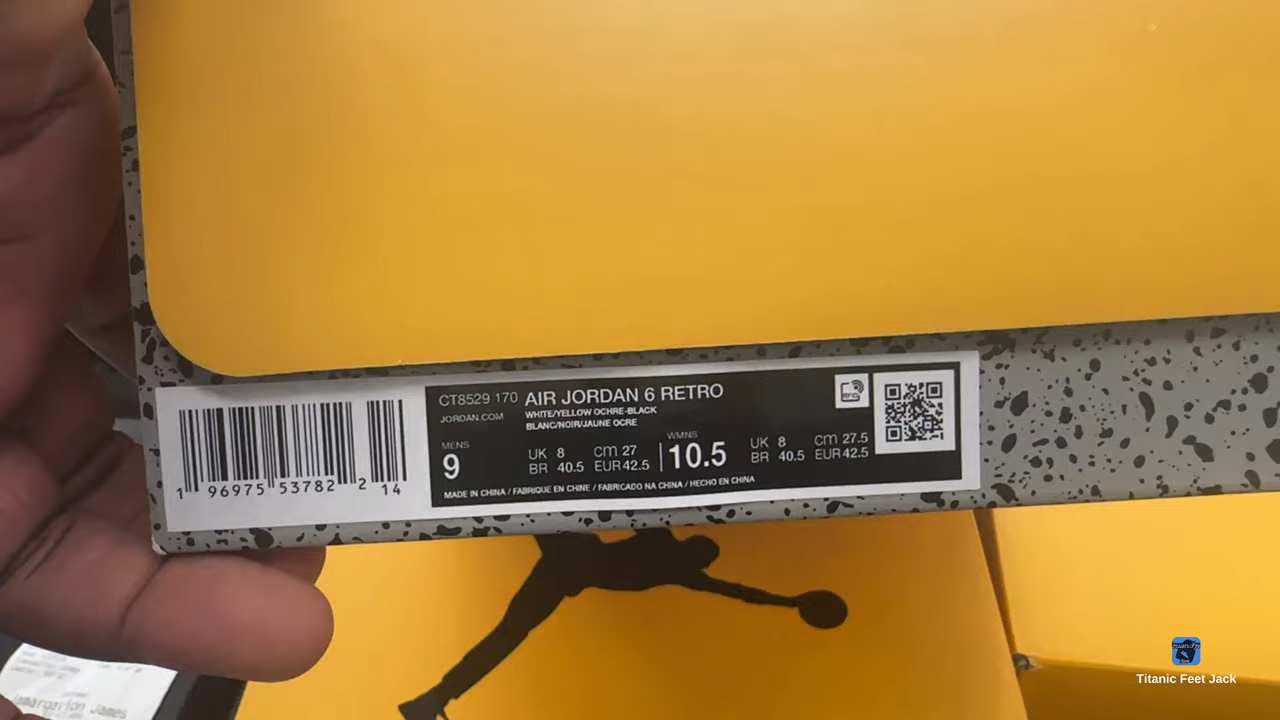 CT8529 170 AIR JORDAN 6 RETRO
JORDAN.COM WHITE/YELLOW OCHRE-BLACK
BLANC/NOIR/JAUNE OCRE
MENS
9
UK 8 cm 27
BR 40.5 EUR 42.5
WMNS
10.5
UK 8 cm 27.5
BR 40.5 EUR 42.5
MADE IN CHINA / FABRIQUE EN CHINE / FABRICADO NA CHINA / HECHO EN CHINA
1 96975 53782 2 14
James
Titanic Feet Jack